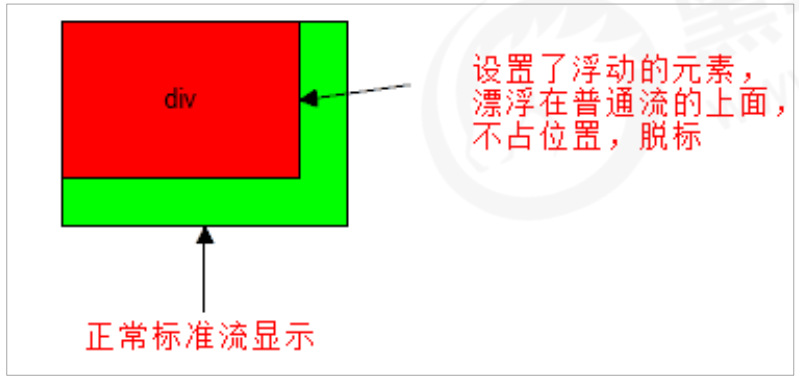 div
设置了浮动的元素，
漂浮在普通流的上面，
不占位置，脱标
正常标准流显示